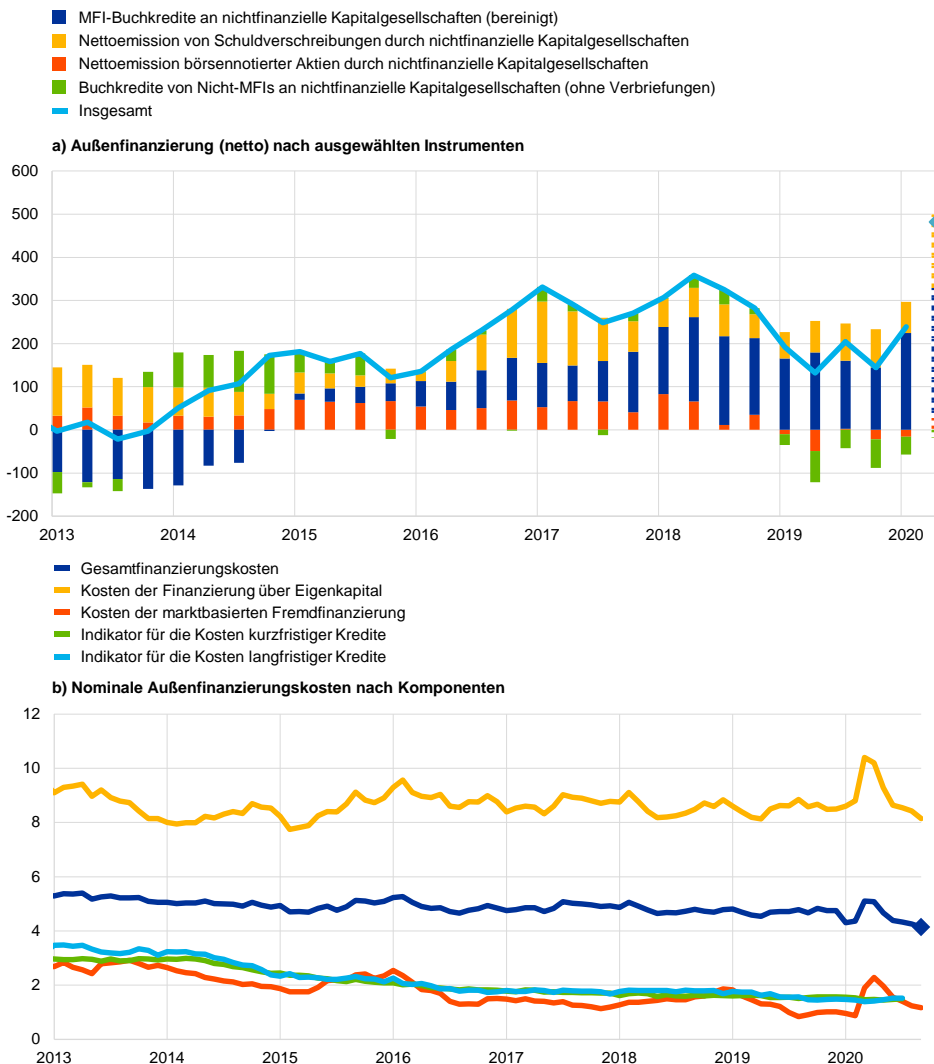 MFI-Buchkredite an nichtfinanzielle Kapitalgesellschaften (bereinigt)
Nettoemission von Schuldverschreibungen durch nichtfinanzielle Kapitalgesellschaften
Nettoemission börsennotierter Aktien durch nichtfinanzielle Kapitalgesellschaften
Buchkredite von Nicht-MFIs an nichtfinanzielle Kapitalgesellschaften (ohne Verbriefungen)
Insgesamt
a) Außenfinanzierung (netto) nach ausgewählten Instrumenten
600
500
400
300
200
100
0
-100
-200
2013 2014 2015 2016 2017 2018 2019 2020
Gesamtfinanzierungskosten
Kosten der Finanzierung über Eigenkapital
Kosten der marktbasierten Fremdfinanzierung
Indikator für die Kosten kurzfristiger Kredite
Indikator für die Kosten langfristiger Kredite
b) Nominale Außenfinanzierungskosten nach Komponenten
12
10
8
6
4
2
0
2013 2014 2015 2016 2017 2018 2019 2020